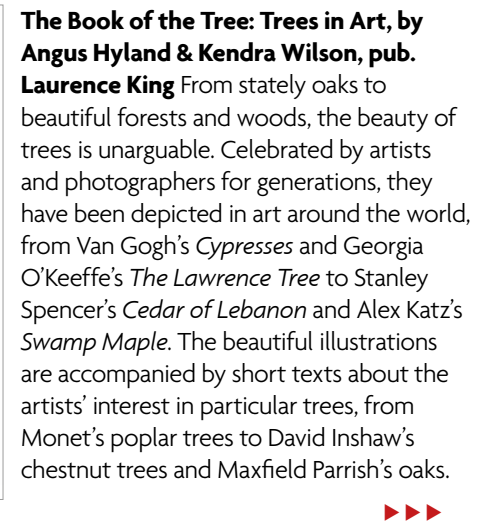 The Book of the Tree: Trees in Art, by
Angus Hyland & Kendra Wilson, pub.
Laurence King From stately oaks to
beautiful forests and woods, the beauty of
trees is unarguable. Celebrated by artists
and photographers for generations, they
have been depicted in art around the world,
from Van Gogh's Cypresses and Georgia
O'Keeffe's The Lawrence Tree to Stanley
Spencer's Cedar of Lebanon and Alex Katz's
Swamp Maple. The beautiful illustrations
are accompanied by short texts about the
artists' interest in particular trees, from
Monet's poplar trees to David Inshaw's
chestnut trees and Maxfield Parrish's oaks.